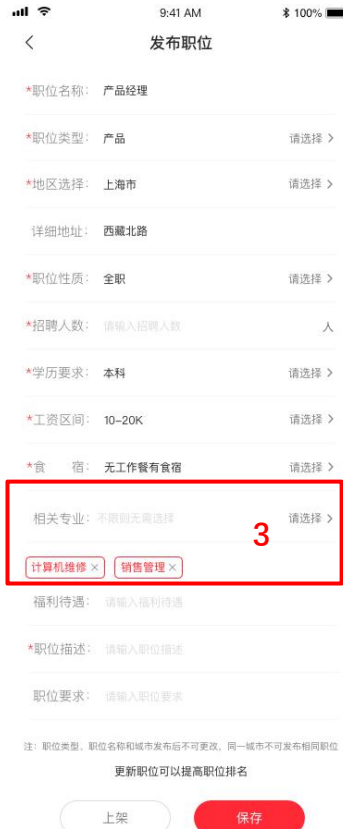 9:41 AM 100%
发布职位
*职位名称： 产品经理
*职位类型： 产品 请选择 >
*地区选择： 上海市 请选择 >
详细地址： 西藏北路
*职位性质： 全职 请选择 >
*招聘人数： 请输入招聘人数 人
*学历要求： 本科 请选择 >
*工资区间： 10-20K 请选择 >
*食 宿： 无工作餐有食宿 请选择 >
相关专业： 不限则无需选择 请选择 >
3
计算机维修 × 销售管理 ×
福利待遇： 请输入福利待遇
*职位描述： 请输入职位描述
职位要求： 请输入职位要求
注：职位类型、职位名称和城市发布后不可更改，同一城市不可发布相同职位
更新职位可以提高职位排名
上架 保存